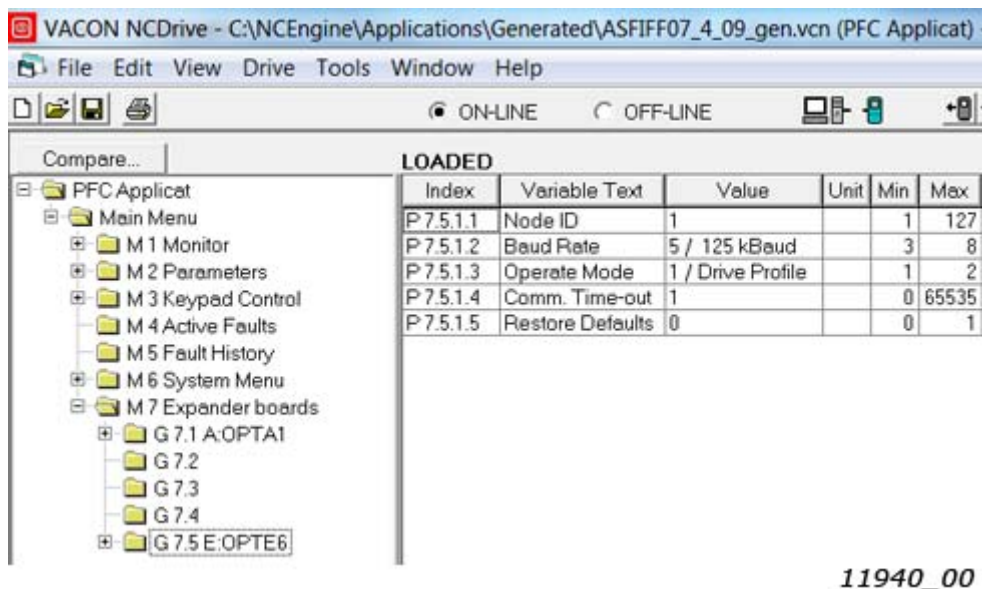 VACON NCDrive - C:\NCEngine\Applications\Generated\ASFIFF07_4_09_gen.vcn (PFC Applicat) -
File Edit View Drive Tools Window Help
ON-LINE OFF-LINE
Compare... LOADED
PFC Applicat
Main Menu
M 1 Monitor
M 2 Parameters
M 3 Keypad Control
M 4 Active Faults
M 5 Fault History
M 6 System Menu
M 7 Expander boards
G 7.1 A:OPTA1
G 7.2
G 7.3
G 7.4
G 7.5 E:OPTE6
Index Variable Text Value Unit Min Max
P 7.5.1.1 Node ID 1 1 127
P 7.5.1.2 Baud Rate 5 / 125 kBaud 3 8
P 7.5.1.3 Operate Mode 1 / Drive Profile 1 2
P 7.5.1.4 Comm. Time-out 1 0 65535
P 7.5.1.5 Restore Defaults 0 0 1
11940_00